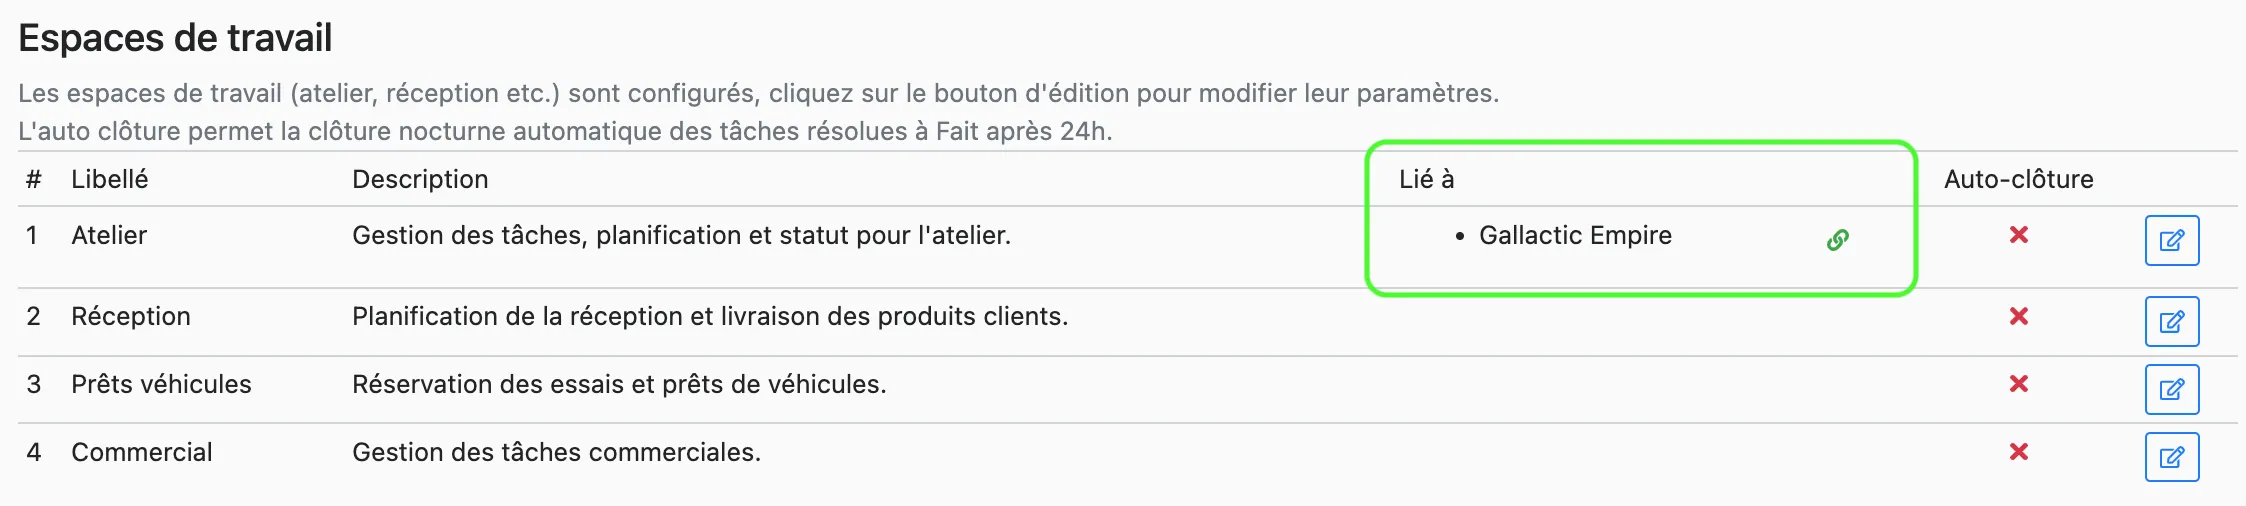 Espaces de travail
Les espaces de travail (atelier, réception etc.) sont configurés, cliquez sur le bouton d'édition pour modifier leur paramètres.
L'auto clôture permet la clôture nocturne automatique des tâches résolues à Fait après 24h.
# Libellé Description Lié à Auto-clôture
1 Atelier Gestion des tâches, planification et statut pour l'atelier. • Gallactic Empire
2 Réception Planification de la réception et livraison des produits clients.
3 Prêts véhicules Réservation des essais et prêts de véhicules.
4 Commercial Gestion des tâches commerciales.